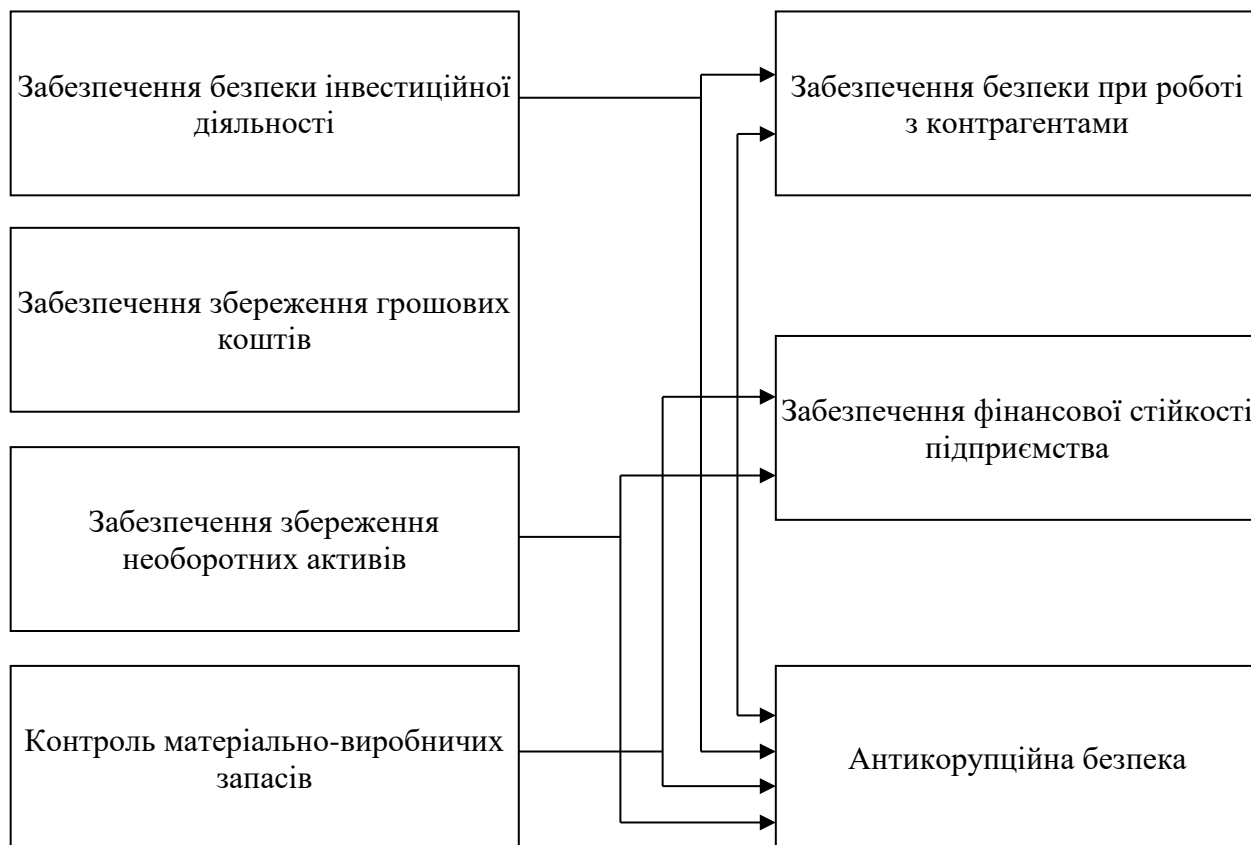 Забезпечення безпеки інвестиційної
діяльності
Забезпечення збереження грошових
коштів
Забезпечення збереження
необоротних активів
Контроль матеріально-виробничих
запасів
Забезпечення безпеки при роботі
з контрагентами
Забезпечення фінансової стійкості
підприємства
Антикорупційна безпека